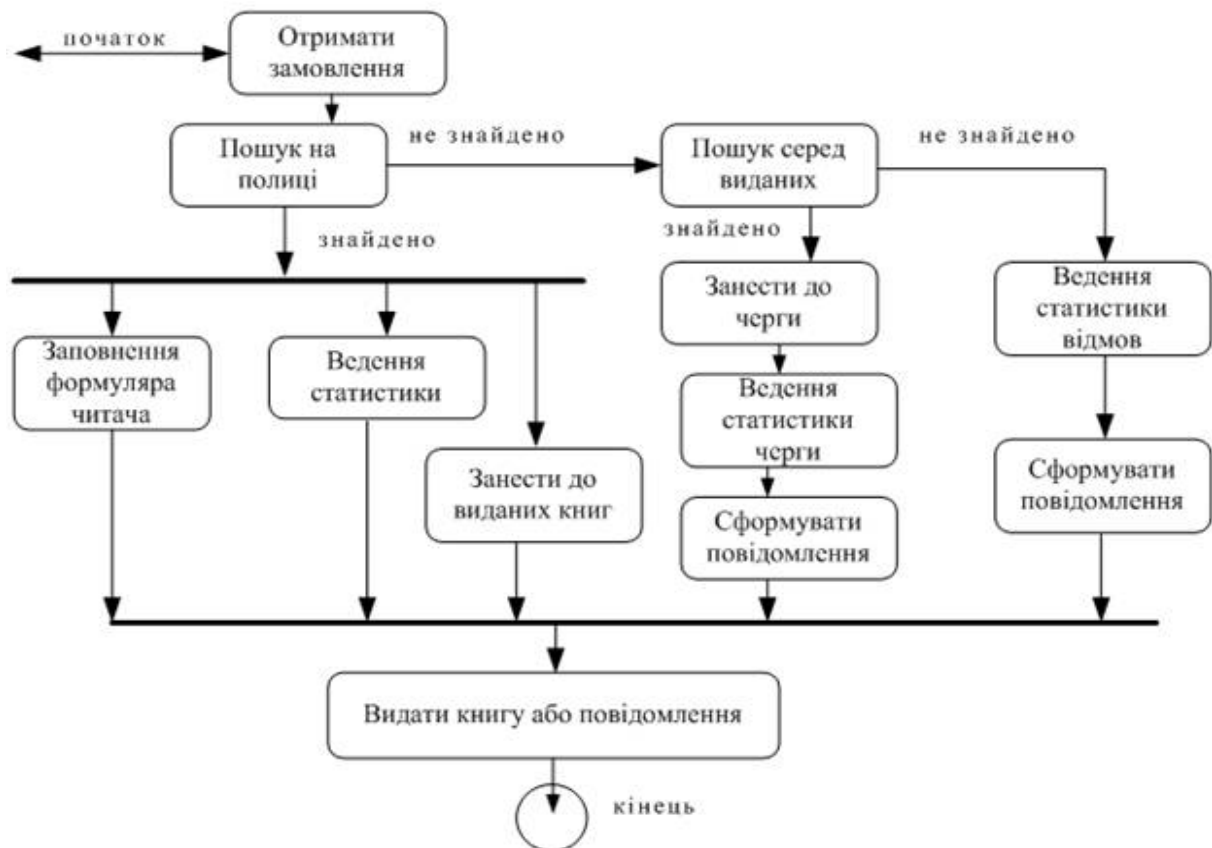 початок
Отримати
замовлення
Пошук на
полиці
не знайдено
Пошук серед
виданих
не знайдено
знайдено
знайдено
Заповнення
формуляра
читача
Ведення
статистики
Занести до
виданих книг
Занести до
черги
Ведення
статистики
черги
Сформувати
повідомлення
Ведення
статистики
відмов
Сформувати
повідомлення
Видати книгу або повідомлення
кінець